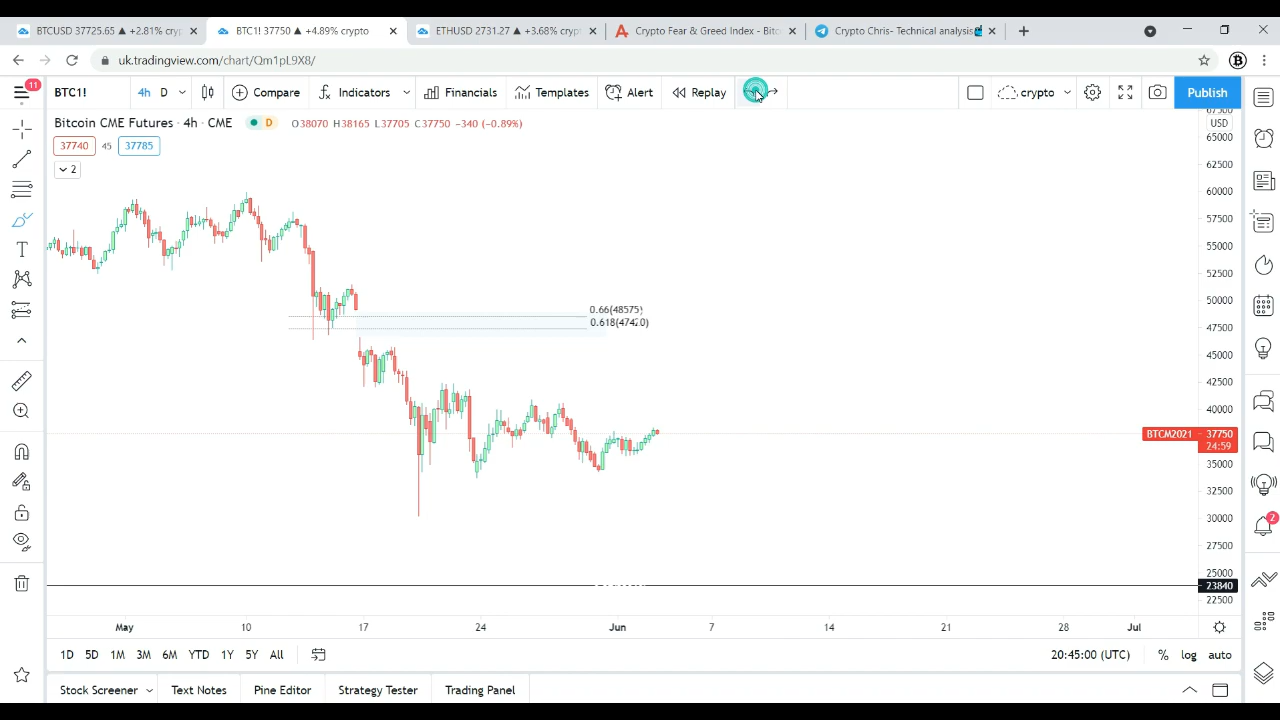 BTCUSD 37725.65 ▲ +2.81% cryp
BTC1! 37750 ▲ +4.89% crypto
ETHUSD 2731.27 ▲ +3.68% crypto
Crypto Fear & Greed Index - Bitc
Crypto Chris- Technical analysis
uk.tradingview.com/chart/Qm1pL9X8/
11
BTC1!
4h
D
Compare
Indicators
Financials
Templates
Alert
Replay
crypto
Publish
Bitcoin CME Futures · 4h · CME
D
O38070 H38165 L37705 C37750 −340 (−0.89%)
37740
45
37785
2
USD
67500
65000
62500
60000
57500
55000
52500
50000
47500
45000
42500
40000
BTCM2021
37750
24:59
35000
32500
30000
27500
25000
23840
22500
0.66(48575)
0.618(47420)
May
10
17
24
Jun
7
14
21
28
Jul
1D
5D
1M
3M
6M
YTD
1Y
5Y
All
20:45:00 (UTC)
%
log
auto
Stock Screener
Text Notes
Pine Editor
Strategy Tester
Trading Panel
2